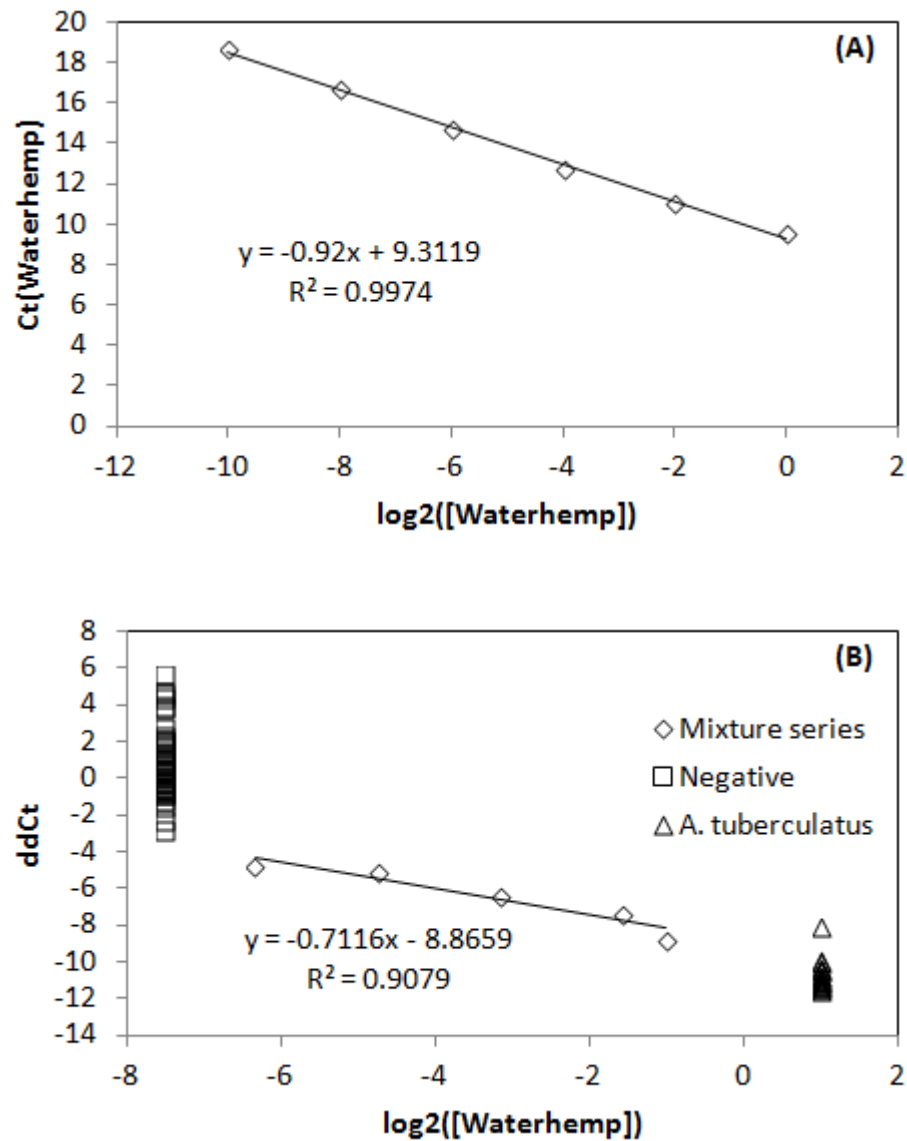 (A)
20
18
16
14
12
10
8
6
4
2
0
Ct(Waterhemp)
y = -0.92x + 9.3119
R² = 0.9974
-12 -10 -8 -6 -4 -2 0 2
log2([Waterhemp])
(B)
8
6
4
2
0
-2
-4
-6
-8
-10
-12
-14
ddCt
Mixture series
Negative
A. tuberculatus
y = -0.7116x - 8.8659
R² = 0.9079
-8 -6 -4 -2 0 2
log2([Waterhemp])